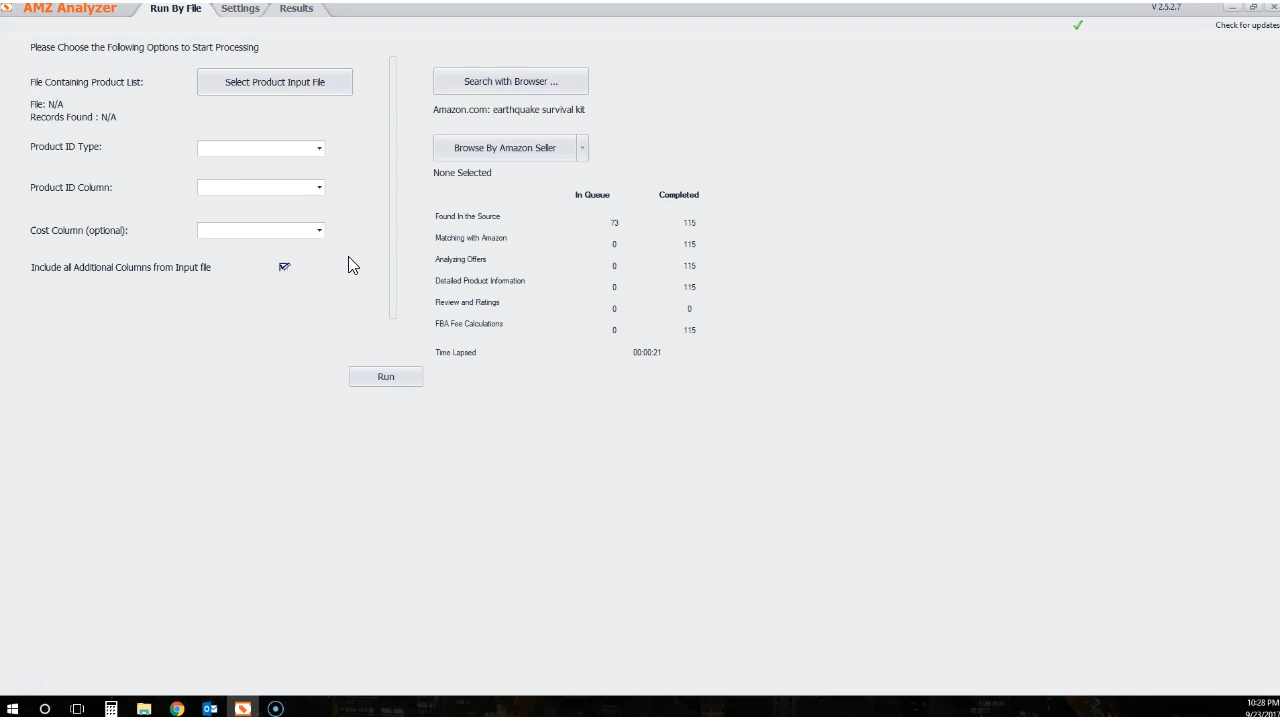 AMZ Analyzer
Run By File
Settings
Results
V 2.5.2.7
Check for updates
Please Choose the Following Options to Start Processing
File Containing Product List:
Select Product Input File
File: N/A
Records Found : N/A
Product ID Type:
Product ID Column:
Cost Column (optional):
Include all Additional Columns from Input file
Search with Browser ...
Amazon.com: earthquake survival kit
Browse By Amazon Seller
None Selected
In Queue Completed
Found In the Source 73 115
Matching with Amazon 0 115
Analyzing Offers 0 115
Detailed Product Information 0 115
Review and Ratings 0 0
FBA Fee Calculations 0 115
Time Lapsed 00:00:21
Run
10:28 PM
9/23/2017